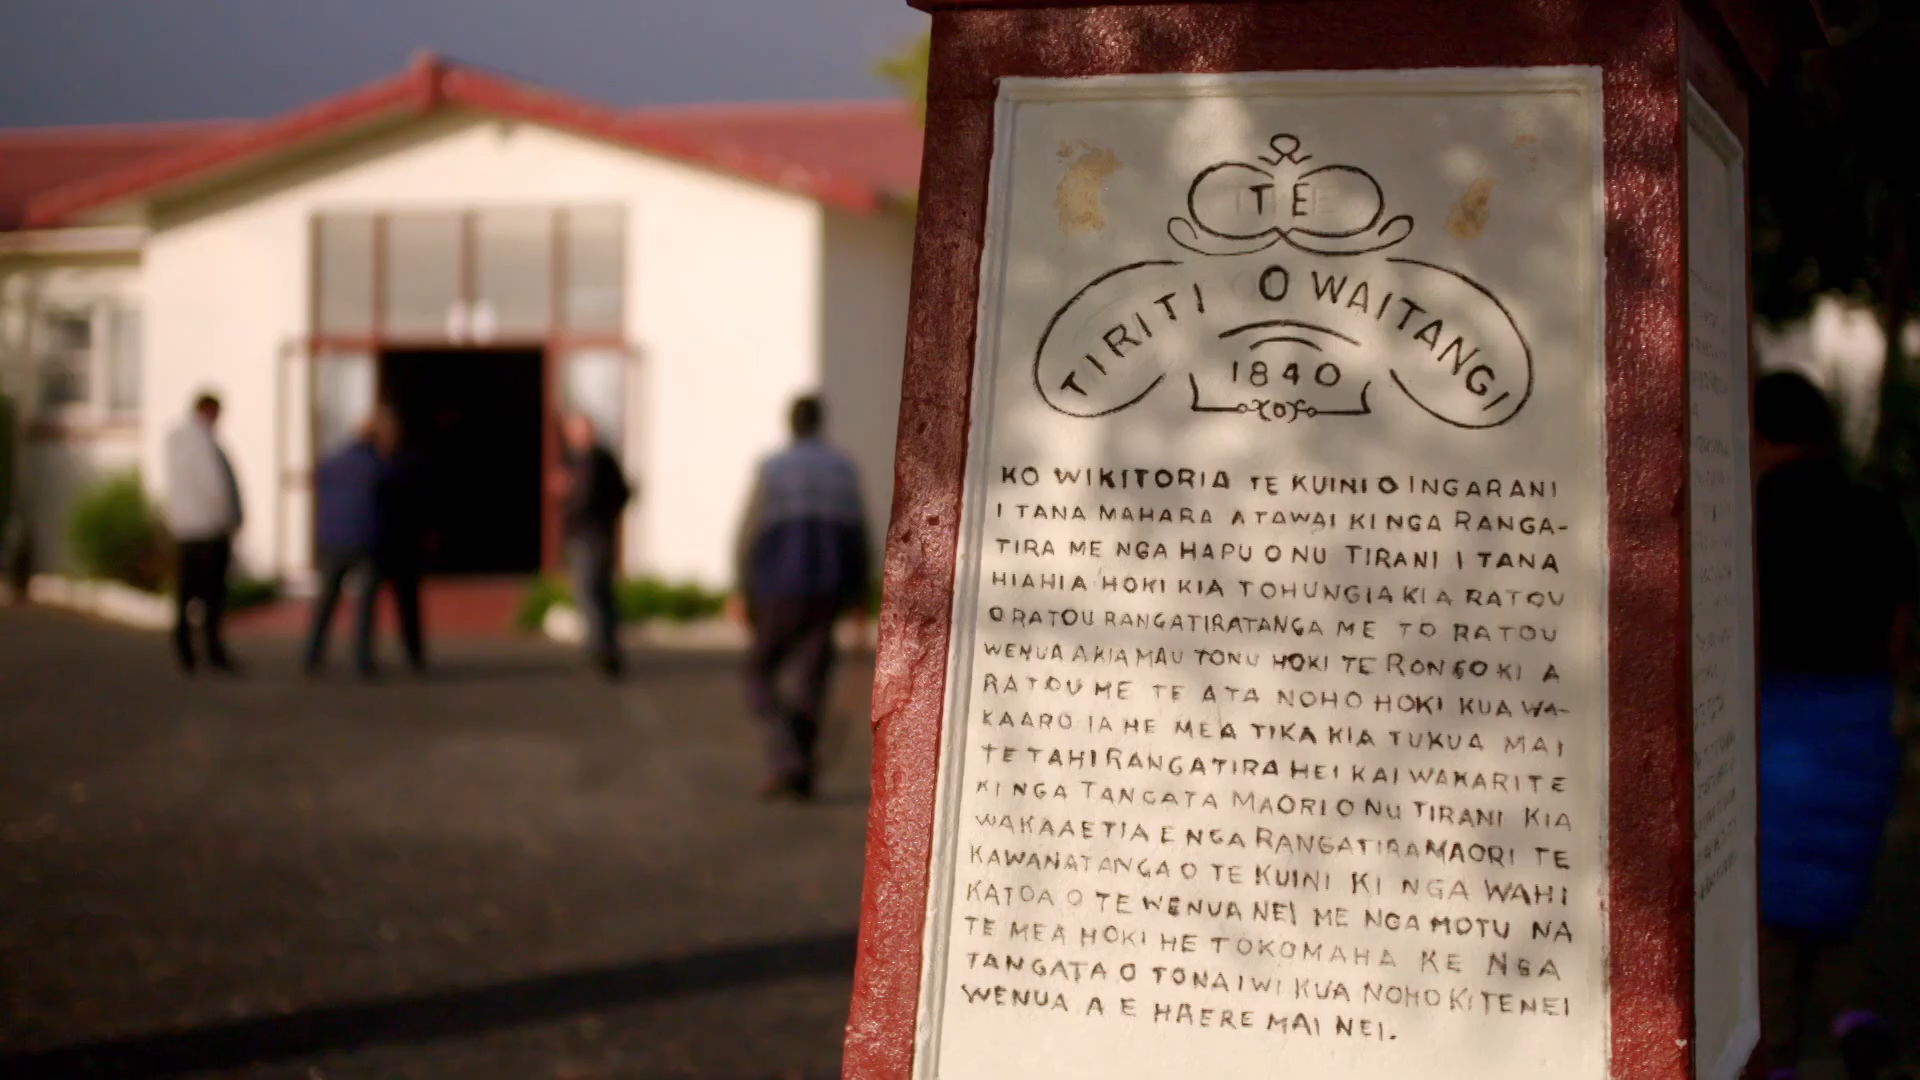 TE
TIRITI O WAITANGI
1840
KO WIKITORIA TE KUINI O INGARANI
I TANA MAHARA ATAWAI KI NGA RANGA-
TIRA ME NGA HAPU O NU TIRANI I TANA
HIAHIA HOKI KIA TOHUNGIA KI A RATOU
O RATOU RANGATIRATANGA ME TO RATOU
WENUA A KIA MAU TONU HOKI TE RONGO KI A
RATOU ME TE ATA NOHO HOKI KUA WA-
KAARO IA HE MEA TIKA KIA TUKUA MAI
TE TAHI RANGATIRA HEI KAI WAKARITE
KI NGA TANGATA MAORI O NU TIRANI KIA
WAKAAETIA E NGA RANGATIRA MAORI TE
KAWANATANGA O TE KUINI KI NGA WAHI
KATOA O TE WENUA NEI ME NGA MOTU NA
TE MEA HOKI HE TOKOMAHA KE NGA
TANGATA O TONA IWI KUA NOHO KI TENEI
WENUA A E HAERE MAI NEI.